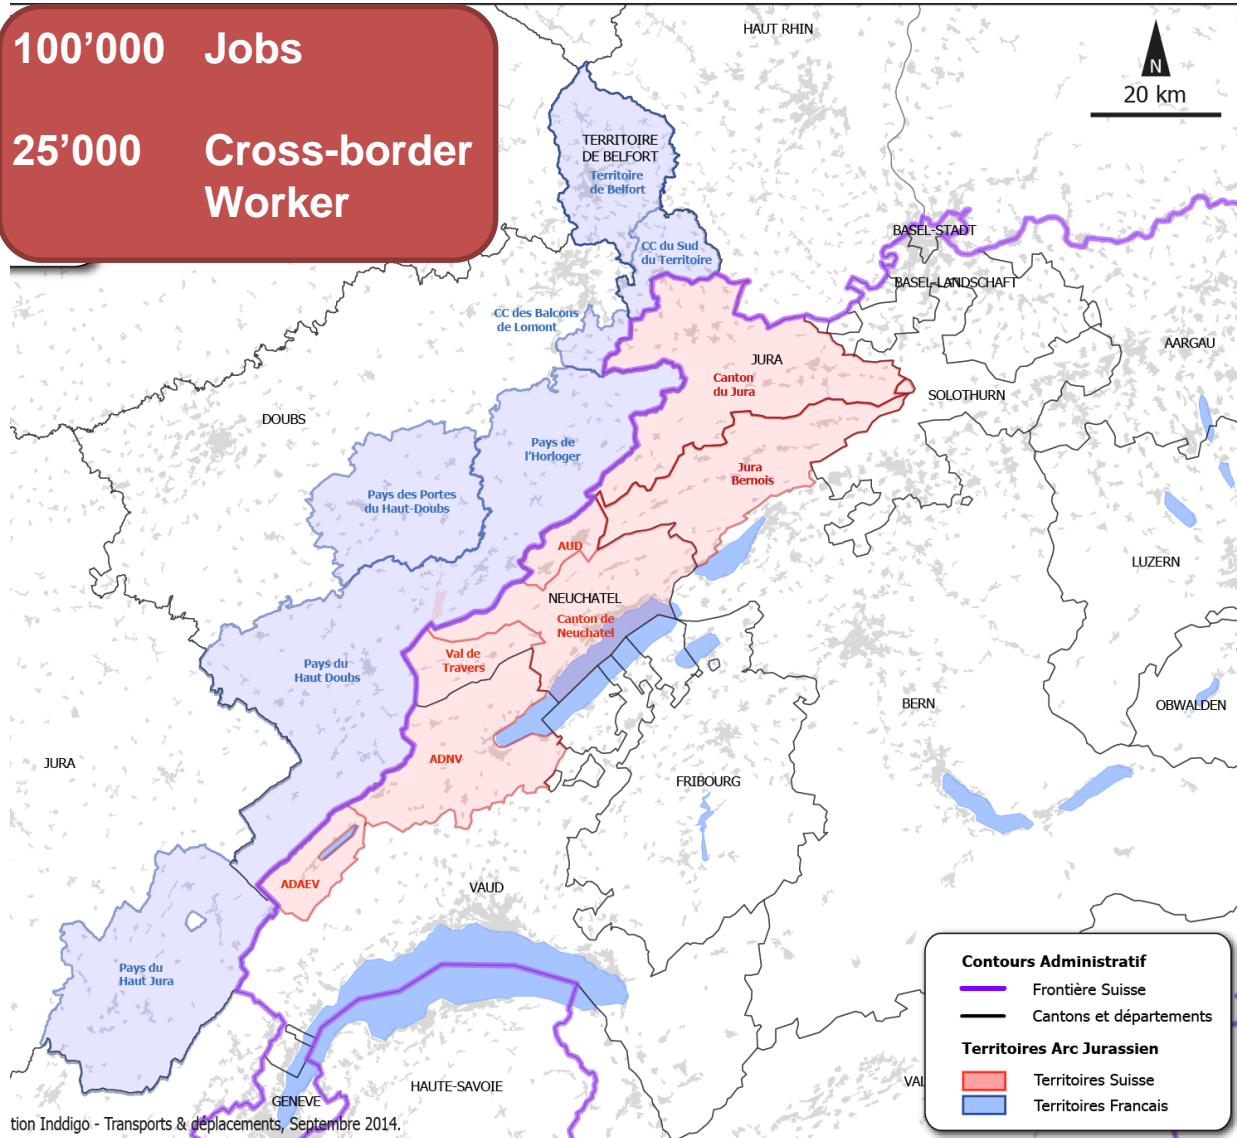 100’000 Jobs
25’000 Cross-border
Worker
HAUT RHIN
N
20 km
TERRITOIRE
DE BELFORT
Territoire
de Belfort
CC du Sud
du Territoire
BASEL-STADT
BASEL-LANDSCHAFT
CC des Balcons
de Lomont
AARGAU
JURA
Canton
du Jura
SOLOTHURN
DOUBS
Pays de
l'Horloger
Jura
Bernois
Pays des Portes
du Haut-Doubs
AUD
LUZERN
NEUCHATEL
Canton de
Neuchatel
Val de
Travers
Pays du
Haut Doubs
BERN
OBWALDEN
JURA
ADNV
FRIBOURG
ADAEV
VAUD
Pays du
Haut Jura
HAUTE-SAVOIE
GENEVE
VAL
Contours Administratif
Frontière Suisse
Cantons et départements
Territoires Arc Jurassien
Territoires Suisse
Territoires Francais
tion Inddigo - Transports & déplacements, Septembre 2014.